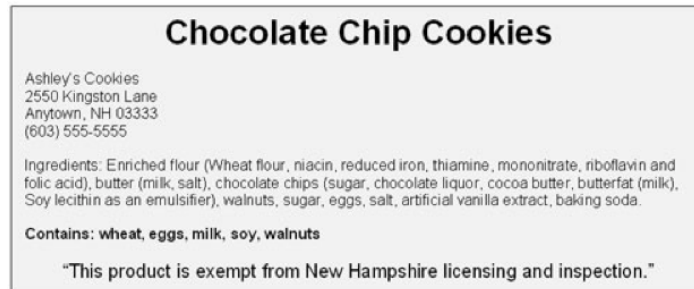 Chocolate Chip Cookies
Ashley's Cookies
2550 Kingston Lane
Anytown, NH 03333
(603) 555-5555
Ingredients: Enriched flour (Wheat flour, niacin, reduced iron, thiamine, mononitrate, riboflavin and
folic acid), butter (milk, salt), chocolate chips (sugar, chocolate liquor, cocoa butter, butterfat (milk),
Soy lecithin as an emulsifier), walnuts, sugar, eggs, salt, artificial vanilla extract, baking soda.
Contains: wheat, eggs, milk, soy, walnuts
“This product is exempt from New Hampshire licensing and inspection.”